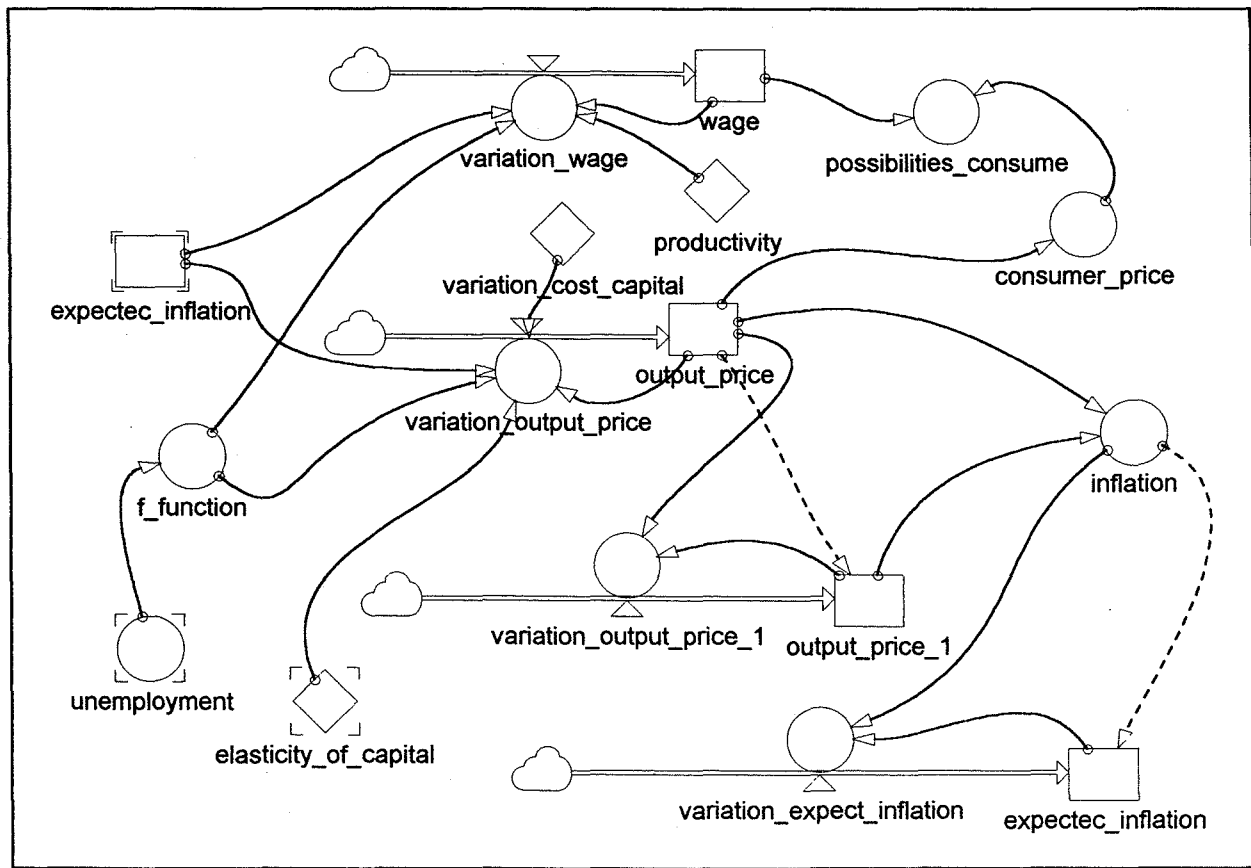 wage
variation_wage
possibilities_consume
productivity
consumer_price
variation_cost_capital
expectec_inflation
output_price
variation_output_price
inflation
f_function
variation_output_price_1
output_price_1
unemployment
elasticity_of_capital
variation_expect_inflation
expectec_inflation